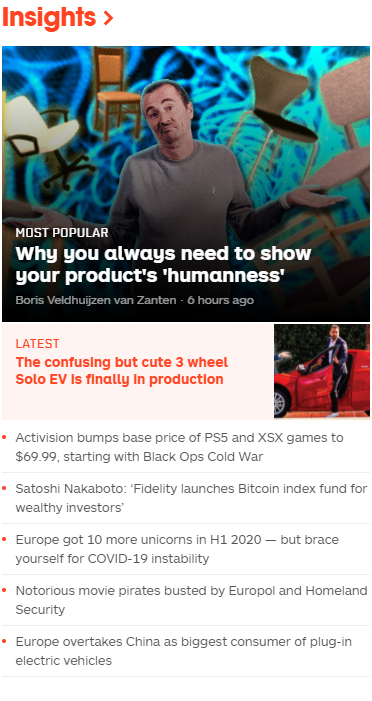 Insights >
MOST POPULAR
Why you always need to show
your product's 'humanness'
Boris Veldhuijzen van Zanten · 6 hours ago
LATEST
The confusing but cute 3 wheel
Solo EV is finally in production
• Activision bumps base price of PS5 and XSX games to
$69.99, starting with Black Ops Cold War
• Satoshi Nakaboto: ‘Fidelity launches Bitcoin index fund for
wealthy investors’
• Europe got 10 more unicorns in H1 2020 — but brace
yourself for COVID-19 instability
• Notorious movie pirates busted by Europol and Homeland
Security
• Europe overtakes China as biggest consumer of plug-in
electric vehicles